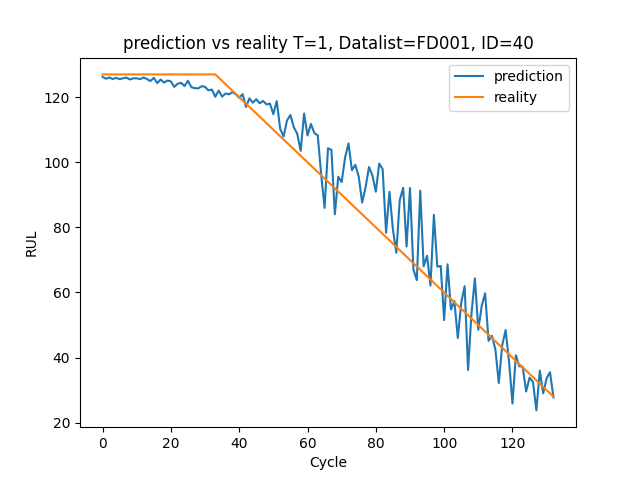 prediction vs reality T=1, Datalist=FD001, ID=40
prediction
reality
RUL
120
100
80
60
40
20
0 20 40 60 80 100 120
Cycle